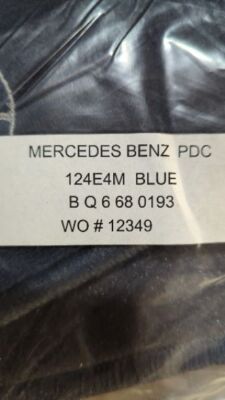 MERCEDES BENZ PDC
124E4M BLUE
B Q 6 68 0193
WO # 12349